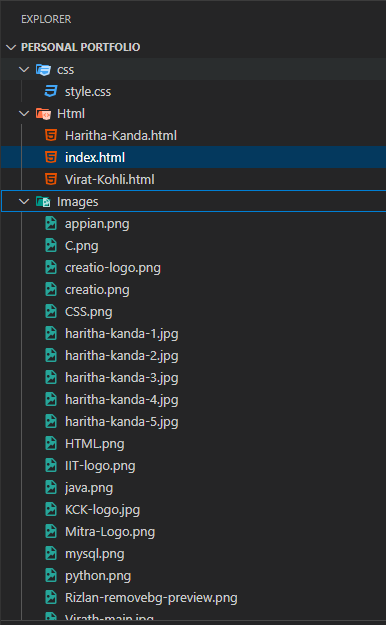 EXPLORER
PERSONAL PORTFOLIO
css
style.css
Html
Haritha-Kanda.html
index.html
Virat-Kohli.html
Images
appian.png
C.png
creatio-logo.png
creatio.png
CSS.png
haritha-kanda-1.jpg
haritha-kanda-2.jpg
haritha-kanda-3.jpg
haritha-kanda-4.jpg
haritha-kanda-5.jpg
HTML.png
IIT-logo.png
java.png
KCK-logo.jpg
Mitra-Logo.png
mysql.png
python.png
Rizlan-removebg-preview.png
Virath-main.jpg